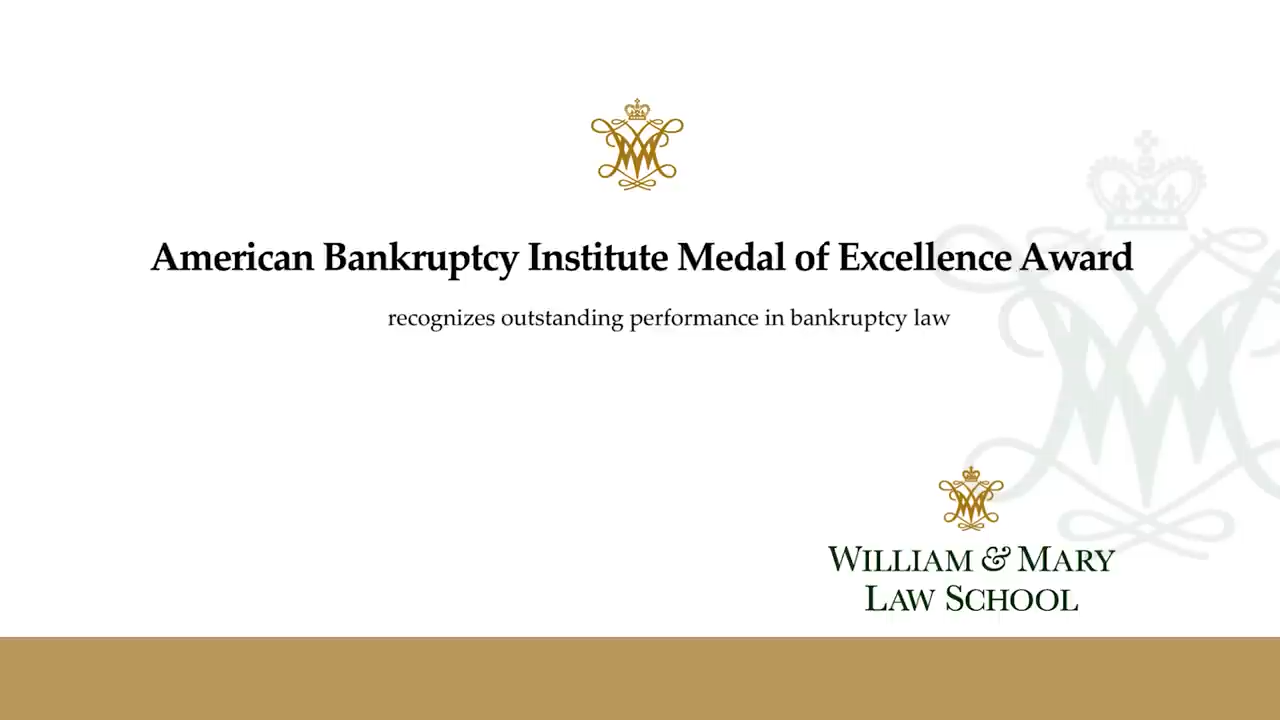 American Bankruptcy Institute Medal of Excellence Award
recognizes outstanding performance in bankruptcy law
WILLIAM & MARY
LAW SCHOOL